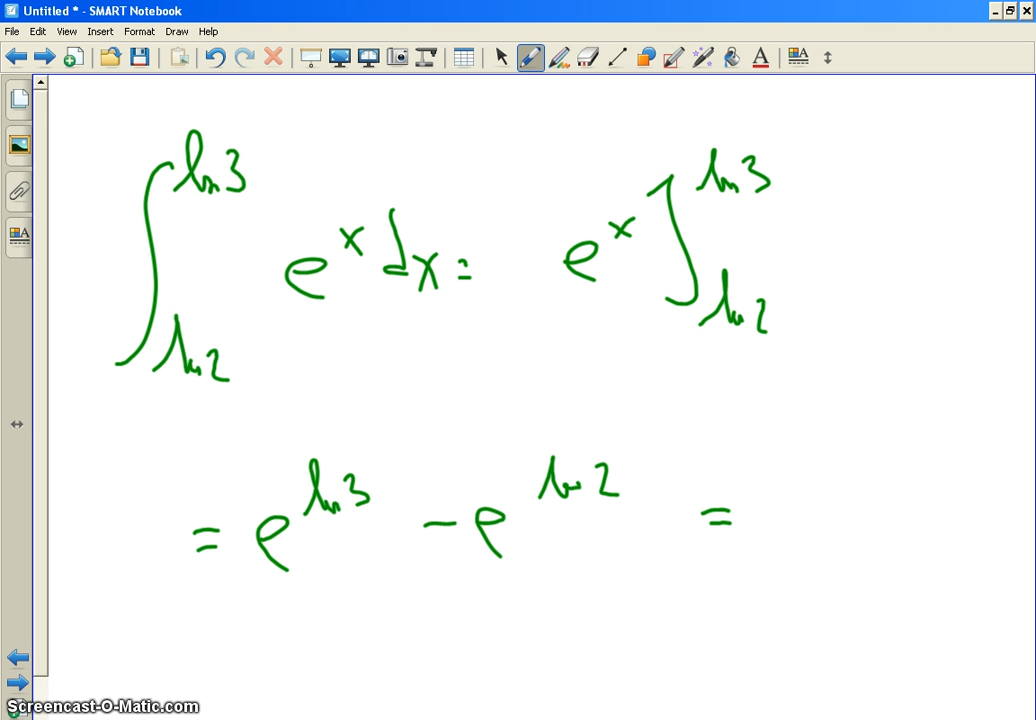 Untitled * - SMART Notebook
File Edit View Insert Format Draw Help
∫_{ln 2}^{ln 3} e^x dx = e^x ]_{ln 2}^{ln 3}
= e^{ln 3} - e^{ln 2} =
Screencast-O-Matic.com